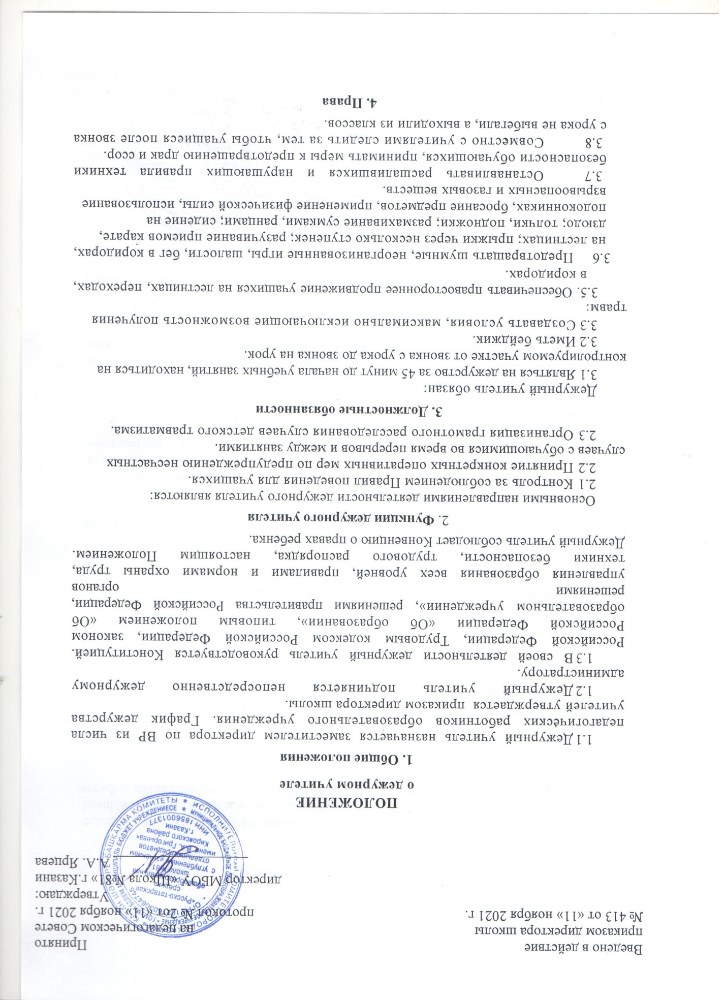 Введено в действие
приказом директора школы
№ 413 от «11» ноября 2021 г.
Принято
на педагогическом Совете
протокол № 2от «11» ноября 2021 г.
Утверждаю:
директор МБОУ «Школа №81» г.Казани
А.А. Ярцева
ПОЛОЖЕНИЕ
о дежурном учителе
1. Общие положения
1.1 Дежурный учитель назначается заместителем директора по ВР из числа
педагогических работников образовательного учреждения. График дежурства
учителей утверждается приказом директора школы.
1.2 Дежурный учитель подчиняется непосредственно дежурному
администратору.
1.3 В своей деятельности дежурный учитель руководствуется Конституцией.
Российской Федерации, Трудовым кодексом Российской Федерации, законом
Российской Федерации «Об образовании», типовым положением «Об
образовательном учреждении», решениями правительства Российской Федерации,
решениями органов
управления образования всех уровней, правилами и нормами охраны труда,
техники безопасности, трудового распорядка, настоящим Положением.
Дежурный учитель соблюдает Конвенцию о правах ребенка.
2. Функции дежурного учителя
Основными направлениями деятельности дежурного учителя являются:
2.1 Контроль за соблюдением Правил поведения для учащихся.
2.2 Принятие конкретных оперативных мер по предупреждению несчастных
случаев с обучающимися во время перерывов и между занятиями.
2.3 Организация грамотного расследования случаев детского травматизма.
3. Должностные обязанности
Дежурный учитель обязан:
3.1 Являться на дежурство за 45 минут до начала учебных занятий, находиться на
контролируемом участке от звонка с урока до звонка на урок.
3.2 Иметь бейджик.
3.3 Создавать условия, максимально исключающие возможность получения
травм:
3.5. Обеспечивать правостороннее продвижение учащихся на лестницах, переходах,
в коридорах.
3.6 Предотвращать шумные, неорганизованные игры, шалости, бег в коридорах,
на лестницах; прыжки через несколько ступенек; разучивание приемов карате,
дзюдо; толчки, подножки; размахивание сумками, ранцами; сидение на
подоконниках, бросание предметов, применение физической силы, использование
взрывоопасных и газовых веществ.
3.7 Останавливать расшалившихся и нарушающих правила техники
безопасности обучающихся, принимать меры к предотвращению драк и ссор.
3.8 Совместно с учителями следить за тем, чтобы учащиеся после звонка
с урока не выбегали, а выходили из классов.
4. Права